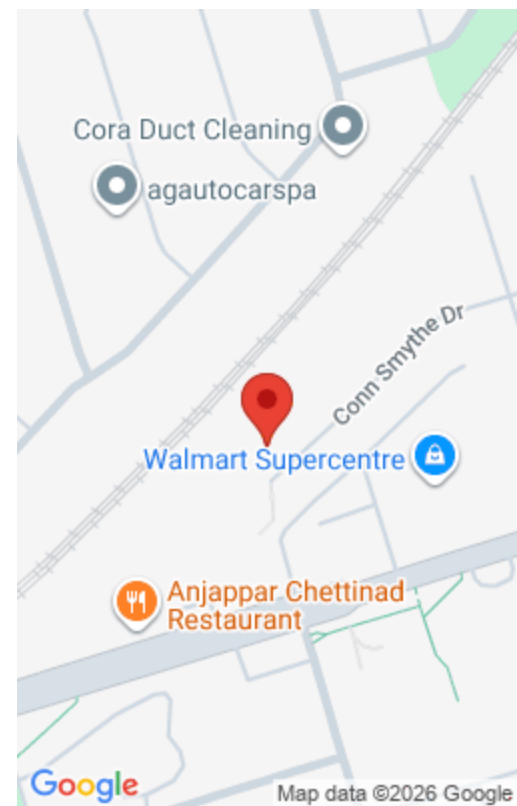 Cora Duct Cleaning
agautocarspa
Conn Smythe Dr
Walmart Supercentre
Anjappar Chettinad
Restaurant
Google
Map data ©2026 Google